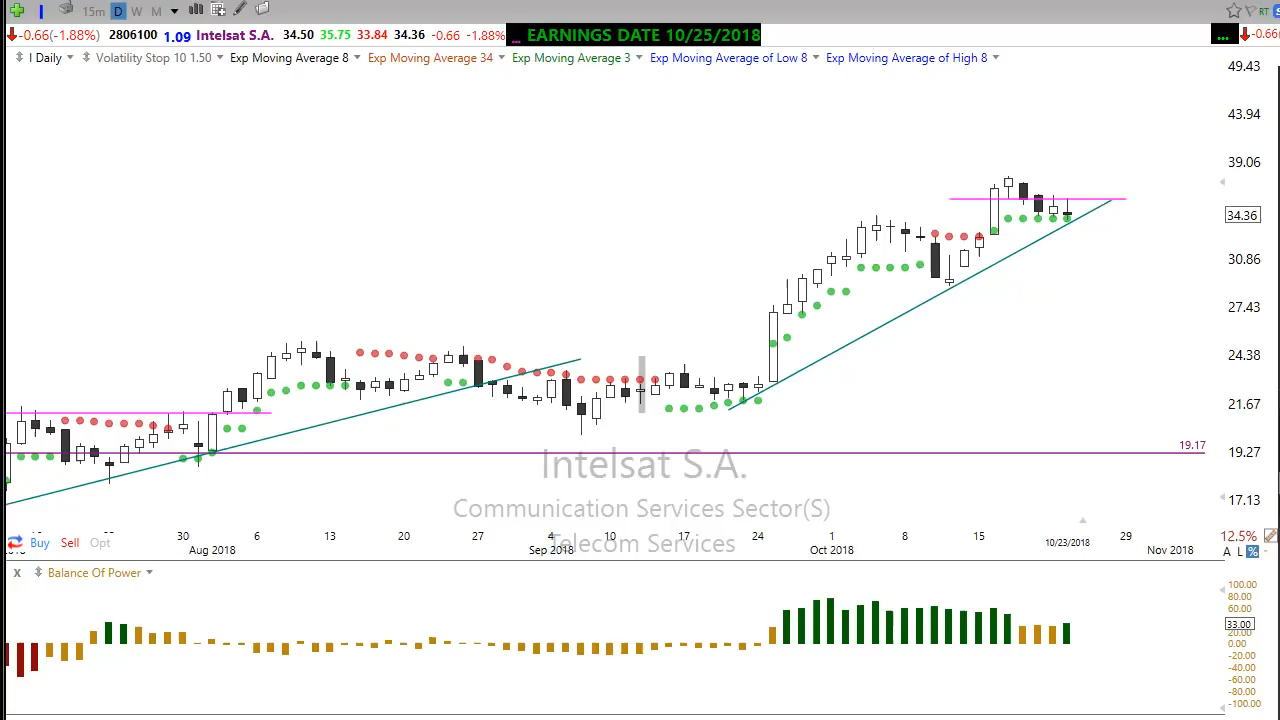 15m D W M RT
-0.66(-1.88%) 2806100 1.09 Intelsat S.A. 34.50 35.75 33.84 34.36 -0.66 -1.88% ... EARNINGS DATE 10/25/2018 ... -0.66
I Daily Volatility Stop 10 1.50 Exp Moving Average 8 Exp Moving Average 34 Exp Moving Average 3 Exp Moving Average of Low 8 Exp Moving Average of High 8
49.43
43.94
39.06
34.36
30.86
27.43
24.38
21.67
19.17
19.27
17.13
I
Intelsat S.A.
Communication Services Sector(S)
Telecom Services
30 6 13 20 27 4 10 17 24 1 8 15 29 12.5%
Buy Sell Opt
Aug 2018 Sep 2018 Oct 2018 10/23/2018 Nov 2018 A L %
X Balance Of Power
100.00
80.00
60.00
33.00
20.00
0.00
-20.00
-40.00
-60.00
-80.00
-100.00